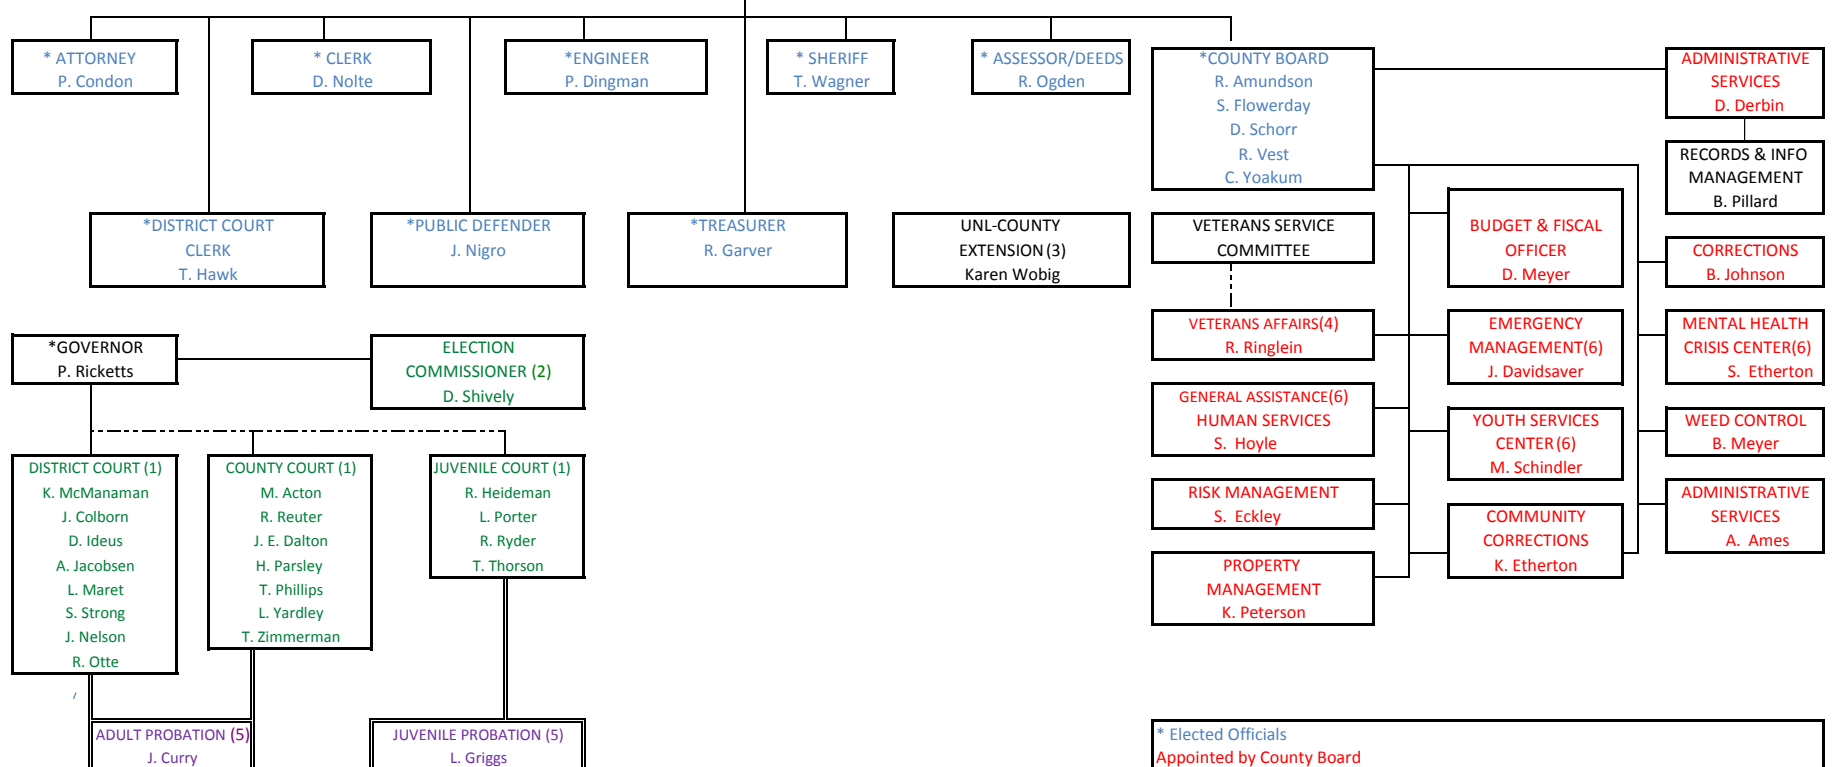 * ATTORNEY
P. Condon
* CLERK
D. Nolte
*ENGINEER
P. Dingman
* SHERIFF
T. Wagner
* ASSESSOR/DEEDS
R. Ogden
*COUNTY BOARD
R. Amundson
S. Flowerday
D. Schorr
R. Vest
C. Yoakum
ADMINISTRATIVE
SERVICES
D. Derbin
RECORDS & INFO
MANAGEMENT
B. Pillard
*DISTRICT COURT
CLERK
T. Hawk
*PUBLIC DEFENDER
J. Nigro
*TREASURER
R. Garver
UNL-COUNTY
EXTENSION (3)
Karen Wobig
VETERANS SERVICE
COMMITTEE
BUDGET & FISCAL
OFFICER
D. Meyer
CORRECTIONS
B. Johnson
*GOVERNOR
P. Ricketts
ELECTION
COMMISSIONER (2)
D. Shively
VETERANS AFFAIRS(4)
R. Ringlein
EMERGENCY
MANAGEMENT(6)
J. Davidsaver
MENTAL HEALTH
CRISIS CENTER(6)
S. Etherton
GENERAL ASSISTANCE(6)
HUMAN SERVICES
S. Hoyle
YOUTH SERVICES
CENTER (6)
M. Schindler
WEED CONTROL
B. Meyer
DISTRICT COURT (1)
K. McManaman
J. Colborn
D. Ideus
A. Jacobsen
L. Maret
S. Strong
J. Nelson
R. Otte
COUNTY COURT (1)
M. Acton
R. Reuter
J. E. Dalton
H. Parsley
T. Phillips
L. Yardley
T. Zimmerman
JUVENILE COURT (1)
R. Heideman
L. Porter
R. Ryder
T. Thorson
RISK MANAGEMENT
S. Eckley
COMMUNITY
CORRECTIONS
K. Etherton
ADMINISTRATIVE
SERVICES
A. Ames
PROPERTY
MANAGEMENT
K. Peterson
/
ADULT PROBATION (5)
J. Curry
JUVENILE PROBATION (5)
L. Griggs
* Elected Officials
Appointed by County Board